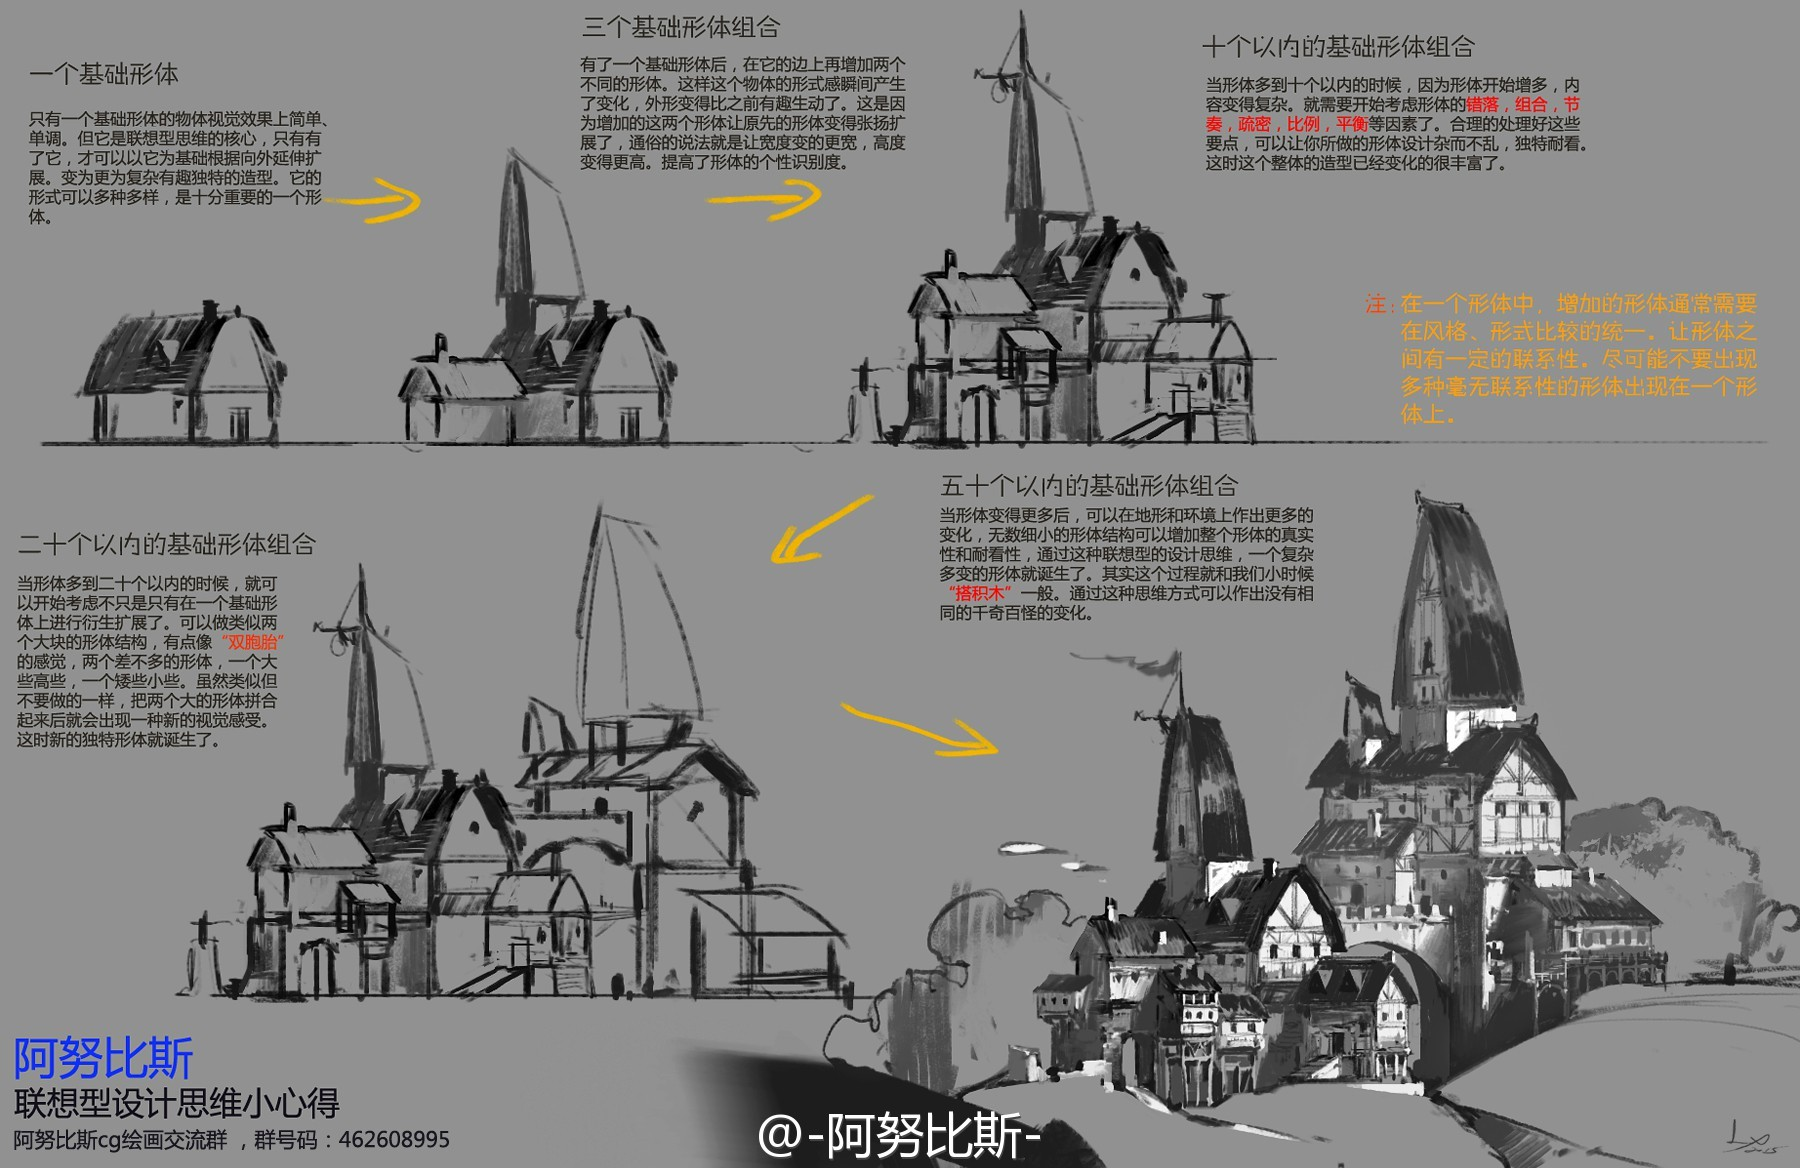 一个基础形体
只有一个基础形体的物体视觉效果上简单、
单调。但它是联想型思维的核心，只有有
了它，才可以以它为基础根据向外延伸扩
展。变为更为复杂有趣独特的造型。它的
形式可以多种多样，是十分重要的一个形
体。
三个基础形体组合
有了一个基础形体后，在它的边上再增加两个
不同的形体。这样这个物体的形式感瞬间产生
了变化，外形变得比之前有趣生动了。这是因
为增加的这两个形体让原先的形体变得张扬扩
展了，通俗的说法就是让宽度变的更宽，高度
变得更高。提高了形体的个性识别度。
十个以内的基础形体组合
当形体多到十个以内的时候，因为形体开始增多，内
容变得复杂。就需要开始考虑形体的错落，组合，节
奏，疏密，比例，平衡等因素了。合理的处理好这些
要点，可以让你所做的形体设计杂而不乱，独特耐看。
这时这个整体的造型已经变化的很丰富了。
注：在一个形体中，增加的形体通常需要
在风格、形式比较的统一。让形体之
间有一定的联系性。尽可能不要出现
多种毫无联系性的形体出现在一个形
体上。
二十个以内的基础形体组合
当形体多到二十个以内的时候，就可
以开始考虑不只是只有在一个基础形
体上进行衍生扩展了。可以做类似两
个大块的形体结构，有点像“双胞胎”
的感觉，两个差不多的形体，一个大
些高些，一个矮些小些。虽然类似但
不要做的一样，把两个大的形体拼合
起来后就会出现一种新的视觉感受。
这时新的独特形体就诞生了。
五十个以内的基础形体组合
当形体变得更多后，可以在地形和环境上作出更多的
变化，无数细小的形体结构可以增加整个形体的真实
性和耐看性，通过这种联想型的设计思维，一个复杂
多变的形体就诞生了。其实这个过程就和我们小时候
“搭积木”一般。通过这种思维方式可以作出没有相
同的千奇百怪的变化。
阿努比斯
联想型设计思维小心得
阿努比斯cg绘画交流群 ，群号码：462608995
@-阿努比斯-